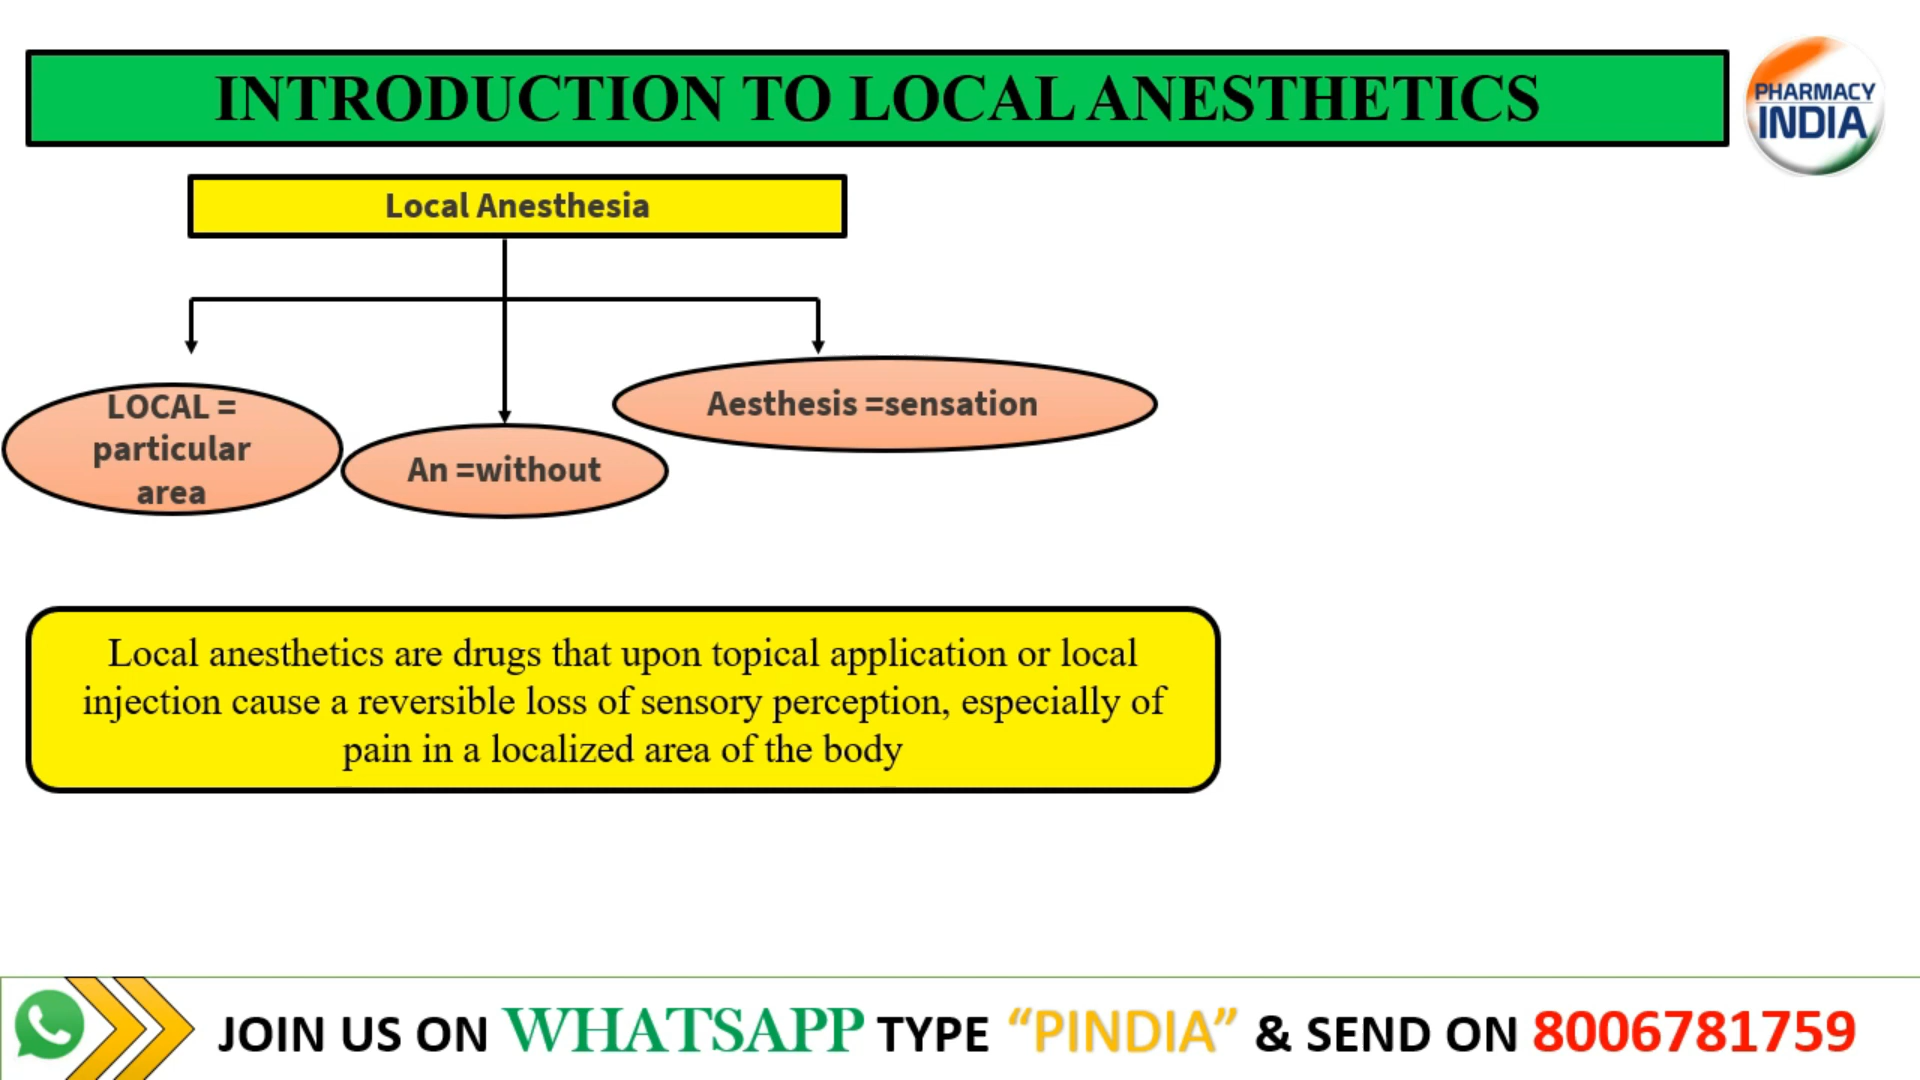 INTRODUCTION TO LOCAL ANESTHETICS
PHARMACY
INDIA
Local Anesthesia
LOCAL =
particular
area
An =without
Aesthesis =sensation
Local anesthetics are drugs that upon topical application or local
injection cause a reversible loss of sensory perception, especially of
pain in a localized area of the body
JOIN US ON WHATSAPP TYPE “PINDIA” & SEND ON 8006781759